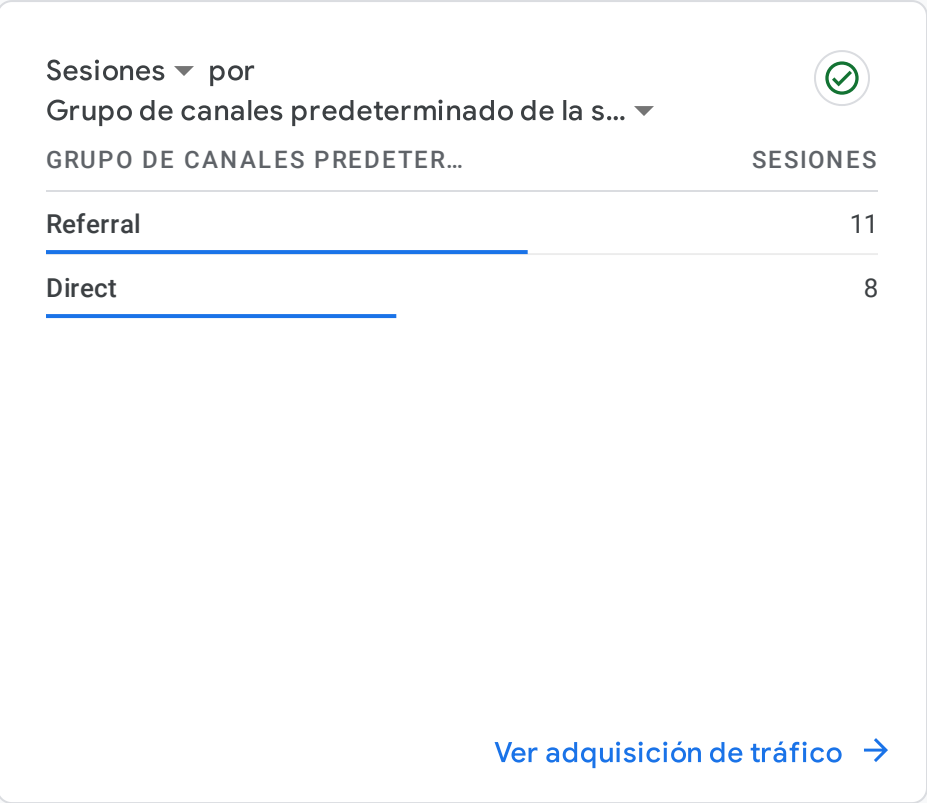 Sesiones por
Grupo de canales predeterminado de la s...
GRUPO DE CANALES PREDETER... SESIONES
Referral 11
Direct 8
Ver adquisición de tráfico